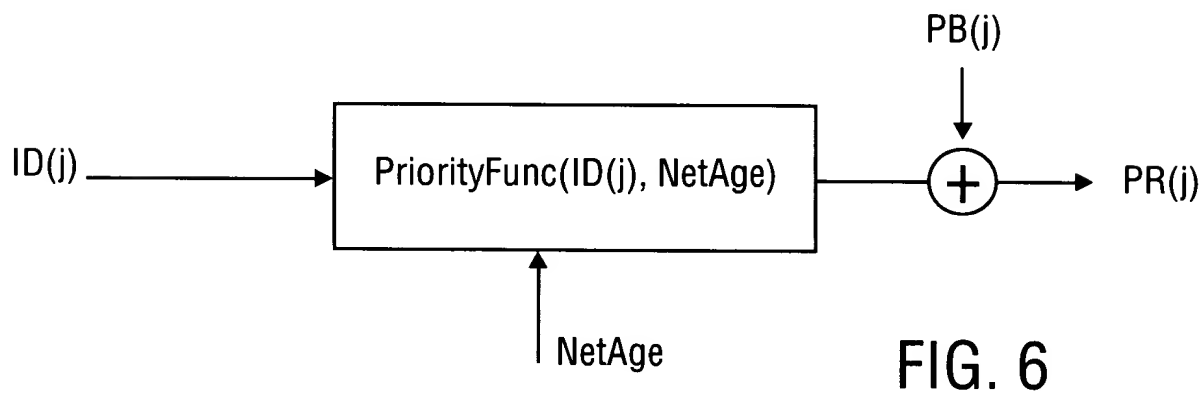 PB(j)
ID(j)
PriorityFunc(ID(j), NetAge)
+
PR(j)
NetAge
FIG. 6